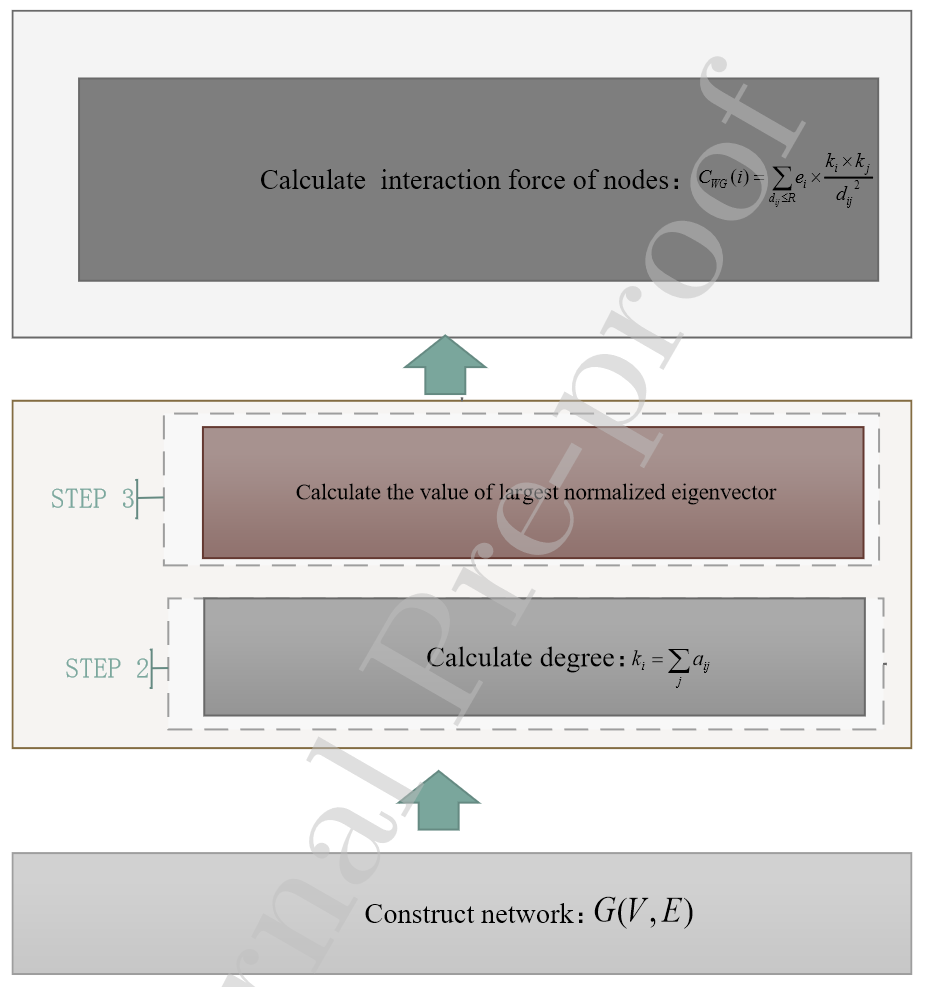 Calculate interaction force of nodes: C_{WG}(i) = \sum_{d_{ij} \leq R} e_i \times \frac{k_i \times k_j}{d_{ij}^2}
STEP 3
Calculate the value of largest normalized eigenvector
STEP 2
Calculate degree: k_i = \sum_j a_{ij}
Construct network: G(V, E)
rnal Pre-proof